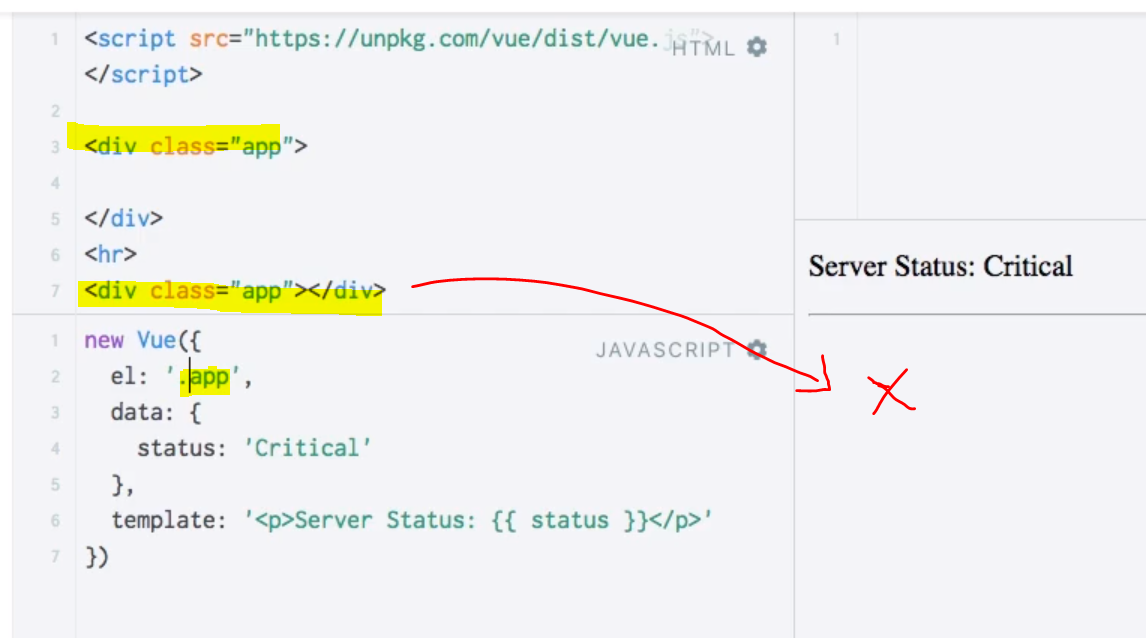 1 <script src="https://unpkg.com/vue/dist/vue.js">
HTML
</script>
2
3 <div class="app">
4
5 </div>
6 <hr>
7 <div class="app"></div>
1 new Vue({
JAVASCRIPT
2 el: '.app',
3 data: {
4 status: 'Critical'
5 },
6 template: '<p>Server Status: {{ status }}</p>'
7 })
1
Server Status: Critical